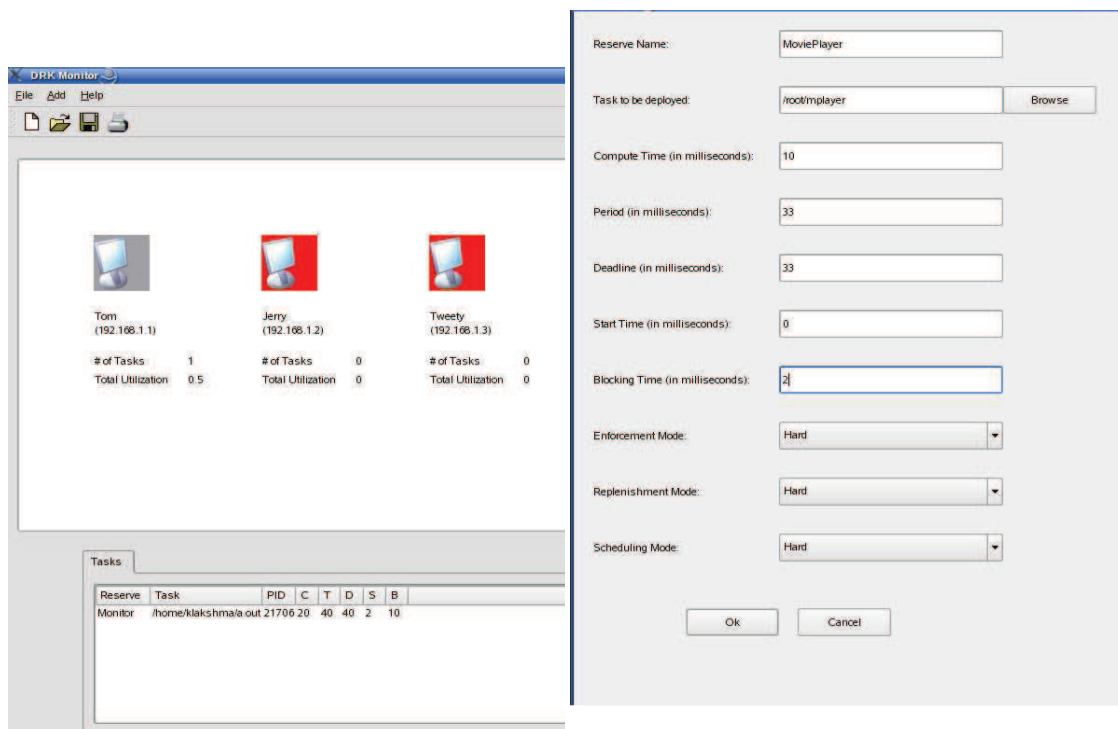 DRK Monitor
File Add Help
Tom
(192.168.1.1)
# of Tasks 1
Total Utilization 0.5
Jerry
(192.168.1.2)
# of Tasks 0
Total Utilization 0
Tweety
(192.168.1.3)
# of Tasks 0
Total Utilization 0
Tasks
Reserve Task PID C T D S B
Monitor /home/klakshma/a.out 21706 20 40 40 2 10
Reserve Name: MoviePlayer
Task to be deployed: /root/mplayer Browse
Compute Time (in milliseconds): 10
Period (in milliseconds): 33
Deadline (in milliseconds): 33
Start Time (in milliseconds): 0
Blocking Time (in milliseconds): 2
Enforcement Mode: Hard
Replenishment Mode: Hard
Scheduling Mode: Hard
Ok Cancel